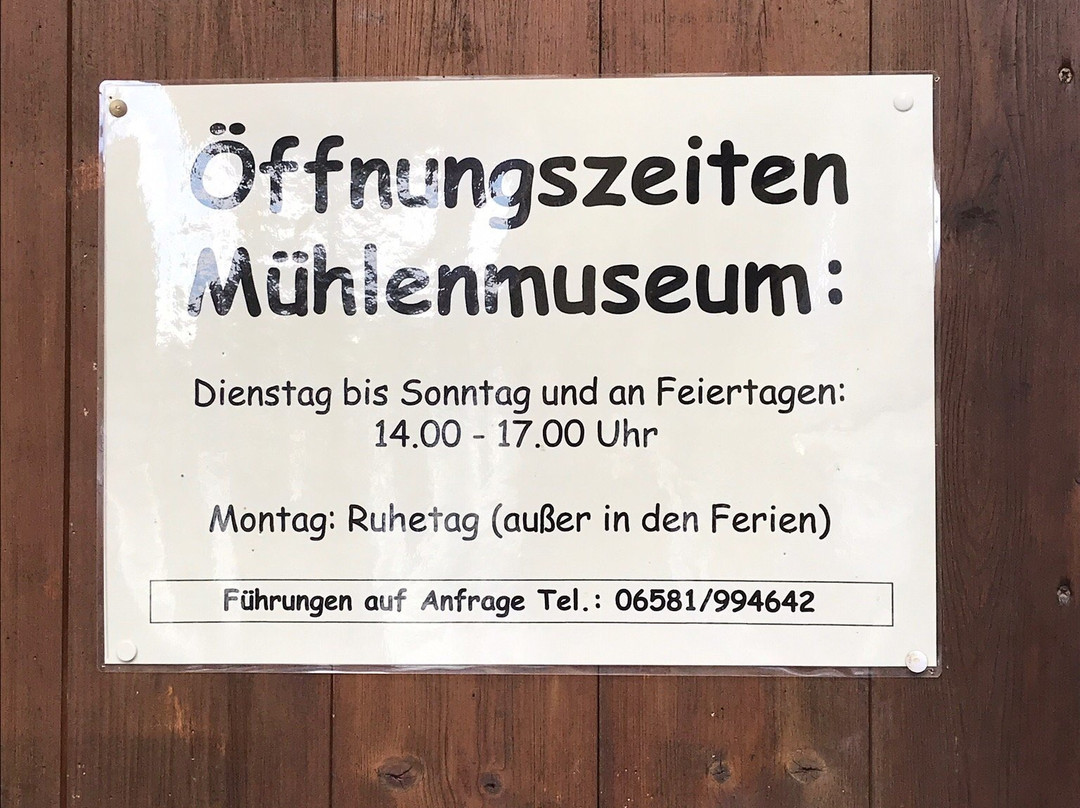 Öffnungszeiten
Mühlenmuseum:
Dienstag bis Sonntag und an Feiertagen:
14.00 - 17.00 Uhr
Montag: Ruhetag (außer in den Ferien)
Führungen auf Anfrage Tel.: 06581/994642